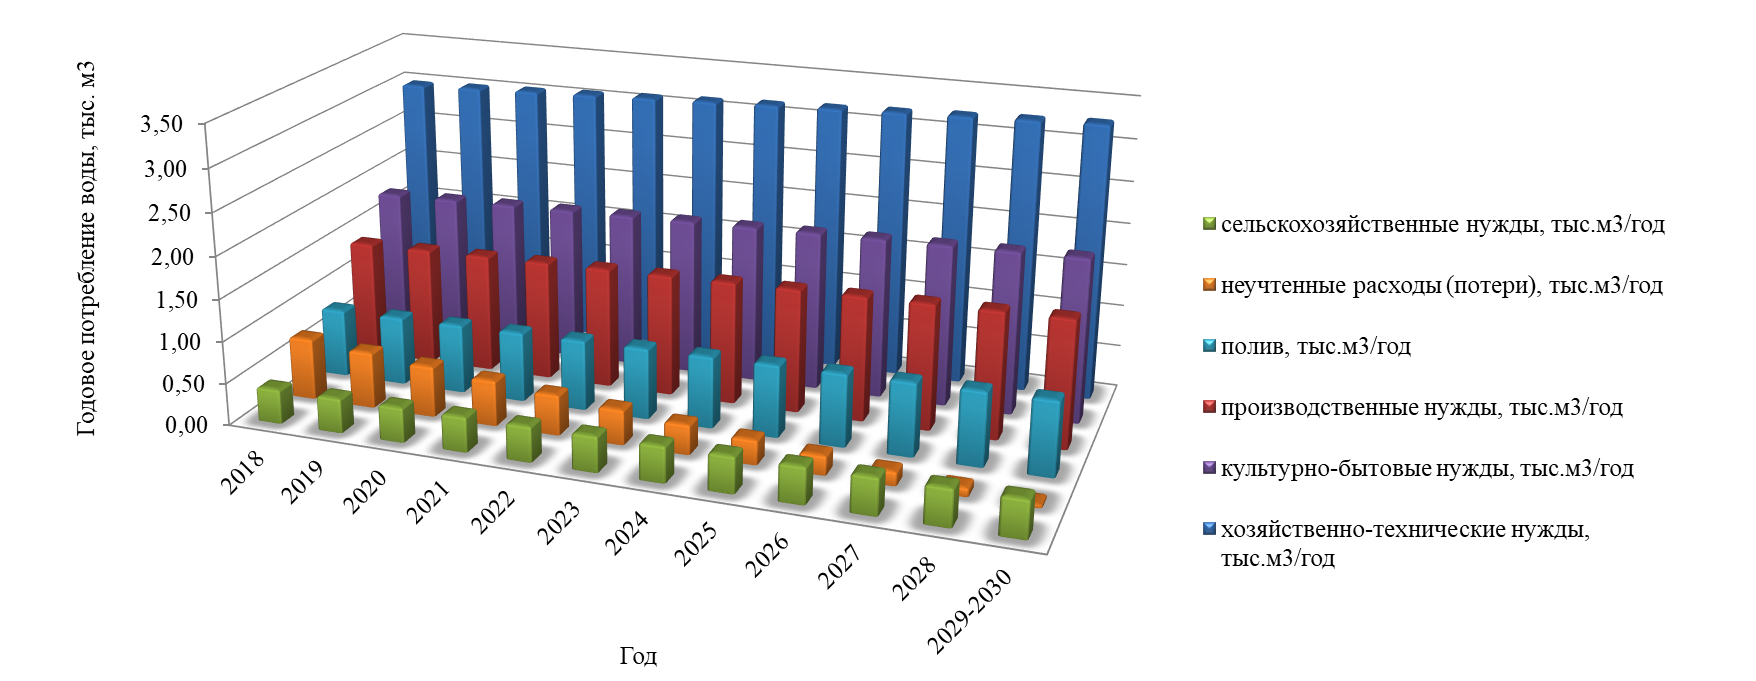 Годовое потребление воды, тыс. м3
3,50
3,00
2,50
2,00
1,50
1,00
0,50
0,00
2018
2019
2020
2021
2022
2023
2024
2025
2026
2027
2028
2029-2030
Год
сельскохозяйственные нужды, тыс.м3/год
неучтенные расходы (потери), тыс.м3/год
полив, тыс.м3/год
производственные нужды, тыс.м3/год
культурно-бытовые нужды, тыс.м3/год
хозяйственно-технические нужды,
тыс.м3/год